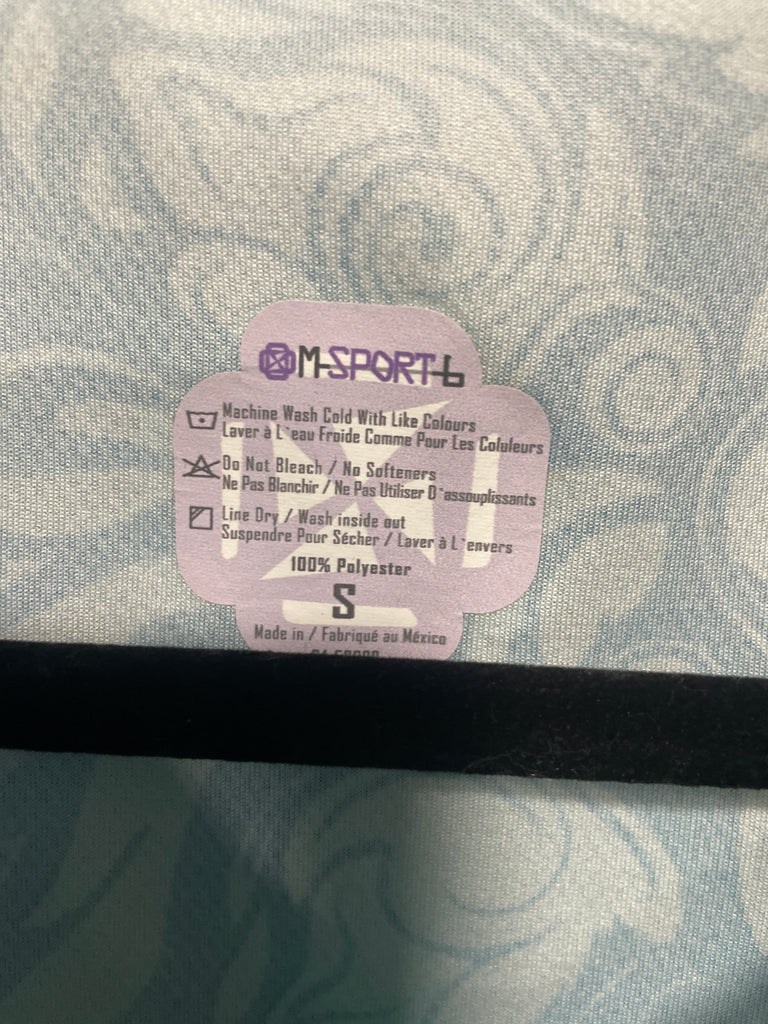 M-SPORT-6
Machine Wash Cold With Like Colours
Laver à L`eau Froide Comme Pour Les Coluleurs
Do Not Bleach / No Softeners
Ne Pas Blanchir / Ne Pas Utiliser D`assouplissants
Line Dry / Wash inside out
Suspendre Pour Sécher / Laver à L`envers
100% Polyester
S
Made in / Fabriqué au México